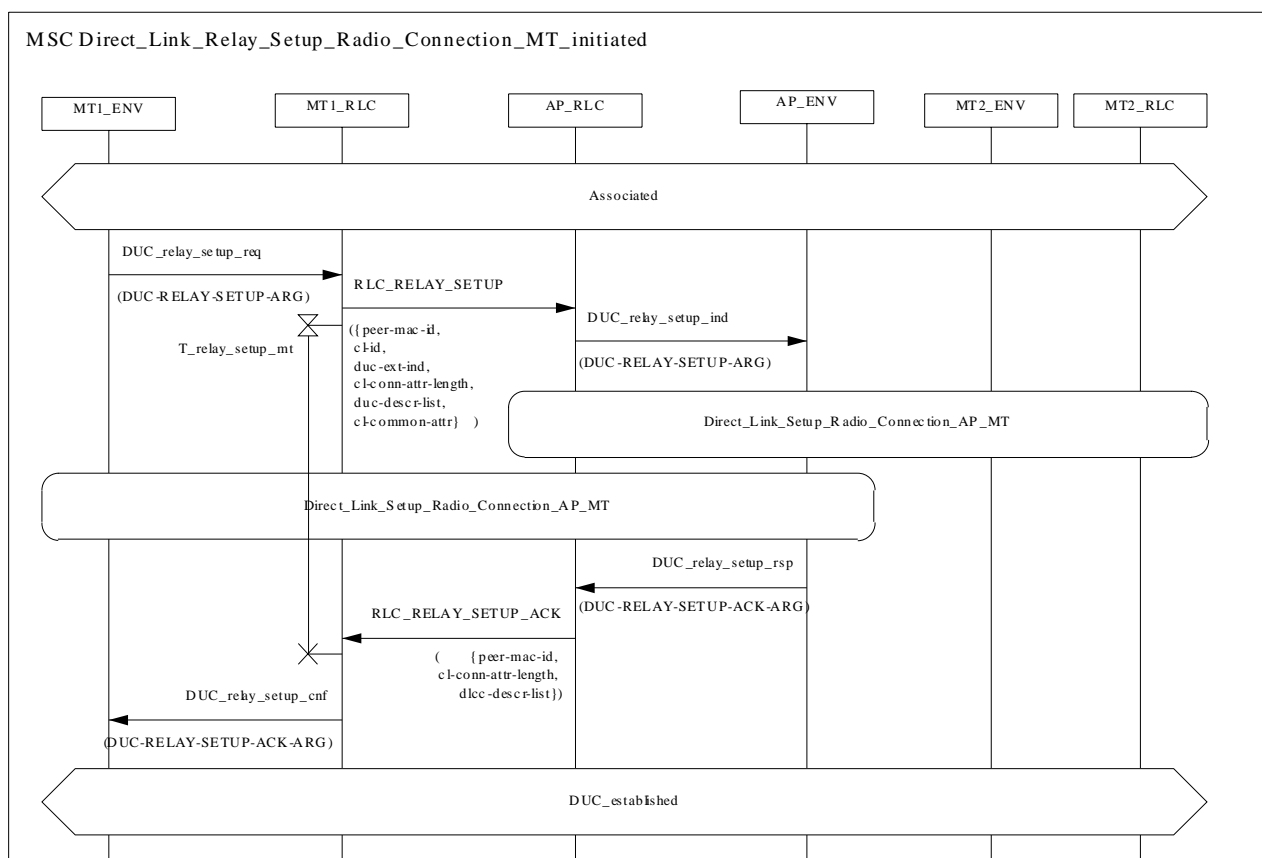 MSC Direct_Link_Relay_Setup_Radio_Connection_MT_initiated
MT1_ENV
MT1_RLC
AP_RLC
AP_ENV
MT2_ENV
MT2_RLC
Associated
DUC_relay_setup_req
(DUC-RELAY-SETUP-ARG)
RLC_RELAY_SETUP
({peer-mac-id,
cl-id,
duc-ext-ind,
cl-conn-attr-length,
duc-descr-list,
cl-common-attr} )
T_relay_setup_mt
DUC_relay_setup_ind
(DUC-RELAY-SETUP-ARG)
Direct_Link_Setup_Radio_Connection_AP_MT
Direct_Link_Setup_Radio_Connection_AP_MT
DUC_relay_setup_rsp
(DUC-RELAY-SETUP-ACK-ARG)
RLC_RELAY_SETUP_ACK
( {peer-mac-id,
cl-conn-attr-length,
dlcc-descr-list})
DUC_relay_setup_cnf
(DUC-RELAY-SETUP-ACK-ARG)
DUC_established